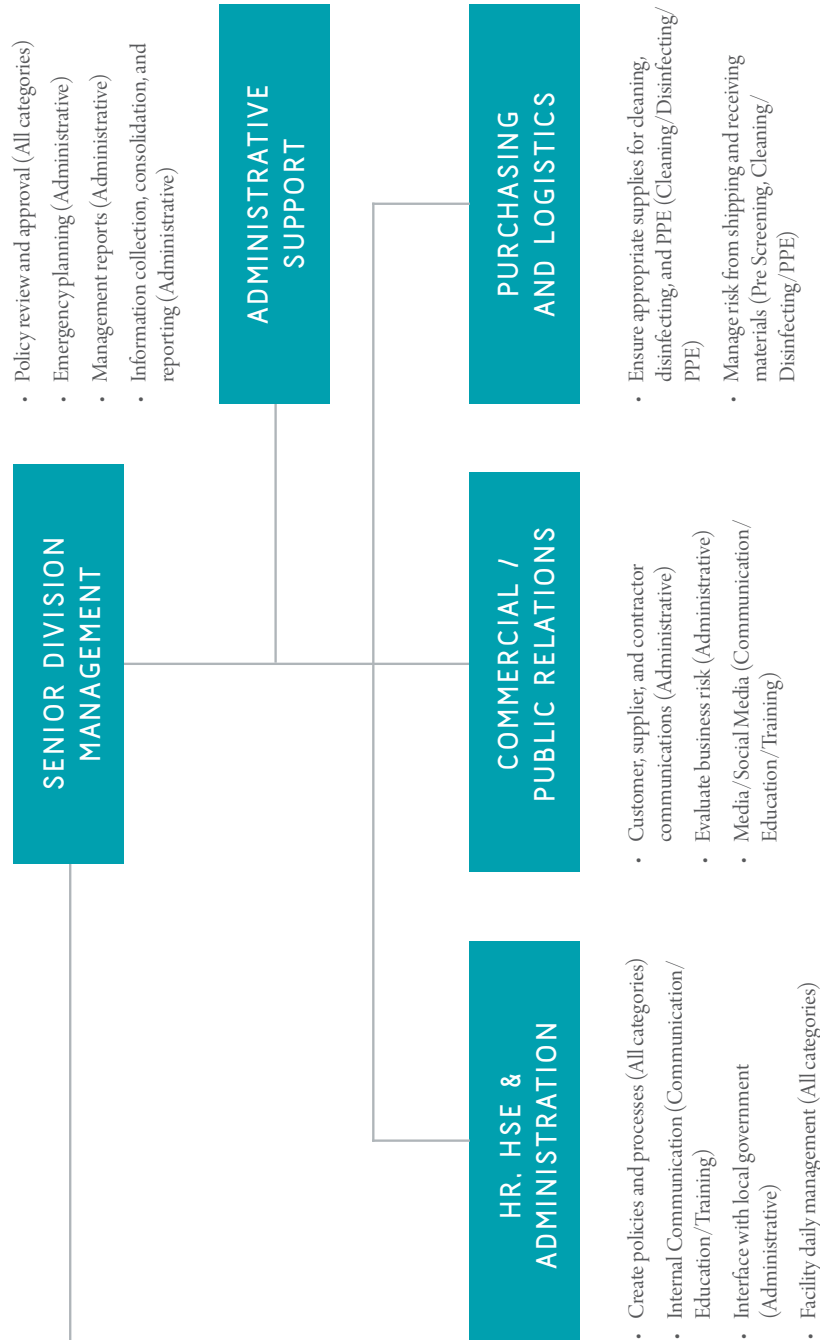 SENIOR DIVISION
MANAGEMENT
• Policy review and approval (All categories)
• Emergency planning (Administrative)
• Management reports (Administrative)
• Information collection, consolidation, and
reporting (Administrative)
ADMINISTRATIVE
SUPPORT
HR, HSE &
ADMINISTRATION
• Create policies and processes (All categories)
• Internal Communication (Communication/
Education/Training)
• Interface with local government
(Administrative)
• Facility daily management (All categories)
COMMERCIAL /
PUBLIC RELATIONS
• Customer, supplier, and contractor
communications (Administrative)
• Evaluate business risk (Administrative)
• Media/Social Media (Communication/
Education/Training)
PURCHASING
AND LOGISTICS
• Ensure appropriate supplies for cleaning,
disinfecting, and PPE (Cleaning/Disinfecting/
PPE)
• Manage risk from shipping and receiving
materials (Pre Screening, Cleaning/
Disinfecting/PPE)